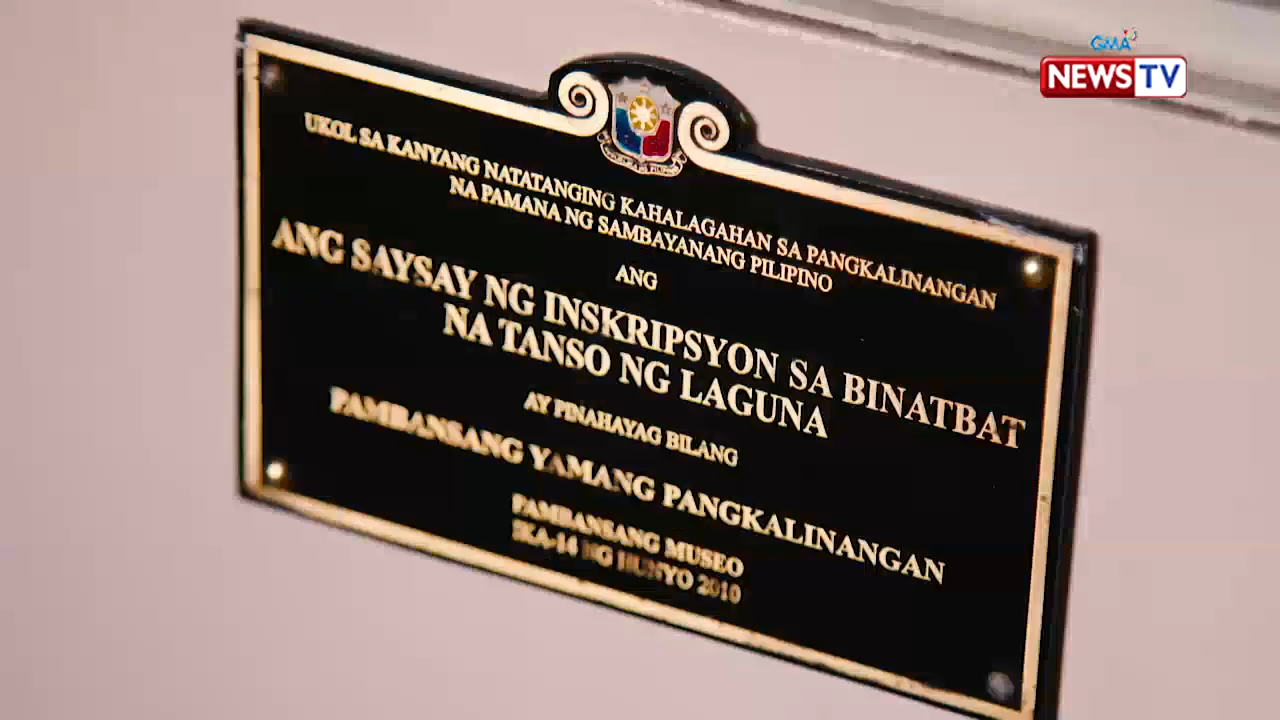 GMA
NEWS TV
UKOL SA KANYANG NATATANGING KAHALAGAHAN SA PANGKALINANGAN
NA PAMANA NG SAMBAYANANG PILIPINO
ANG
ANG SAYSAY NG INSKRIPSYON SA BINATBAT
NA TANSO NG LAGUNA
AY PINAHAYAG BILANG
PAMBANSANG YAMANG PANGKALINANGAN
PAMBANSANG MUSEO
IKA-14 NG HUNYO 2010